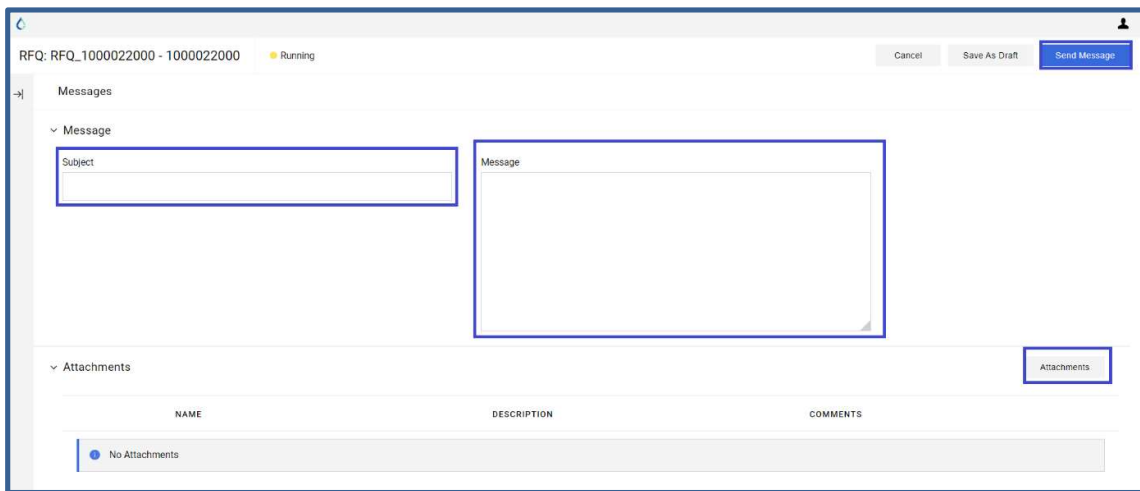 RFQ: RFQ_1000022000 - 1000022000 Running Cancel Save As Draft Send Message
Messages
Message
Subject Message
Attachments Attachments
NAME DESCRIPTION COMMENTS
No Attachments